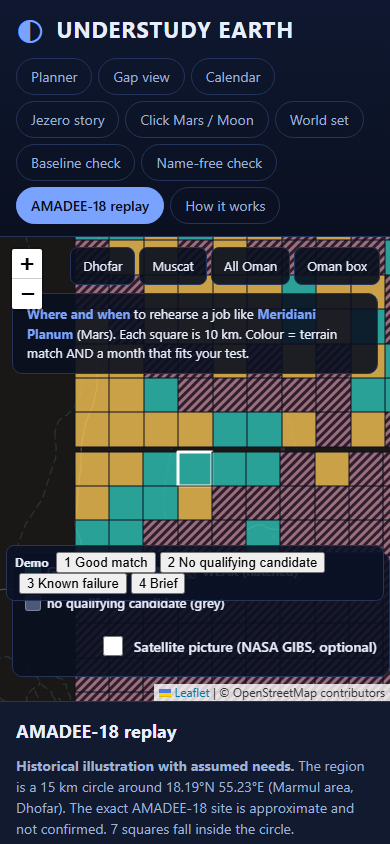 UNDERSTUDY EARTH
Planner
Gap view
Calendar
Jezero story
Click Mars / Moon
World set
Baseline check
Name-free check
AMADEE-18 replay
How it works
+
−
Dhofar
Muscat
All Oman
Oman box
Where and when to rehearse a job like Meridiani
Planum (Mars). Each square is 10 km. Colour = terrain
match AND a month that fits your test.
Demo
1 Good match
2 No qualifying candidate
3 Known failure
4 Brief
no qualifying candidate (grey)
Satellite picture (NASA GIBS, optional)
Leaflet | © OpenStreetMap contributors
AMADEE-18 replay
Historical illustration with assumed needs. The region
is a 15 km circle around 18.19°N 55.23°E (Marmul area,
Dhofar). The exact AMADEE-18 site is approximate and
not confirmed. 7 squares fall inside the circle.